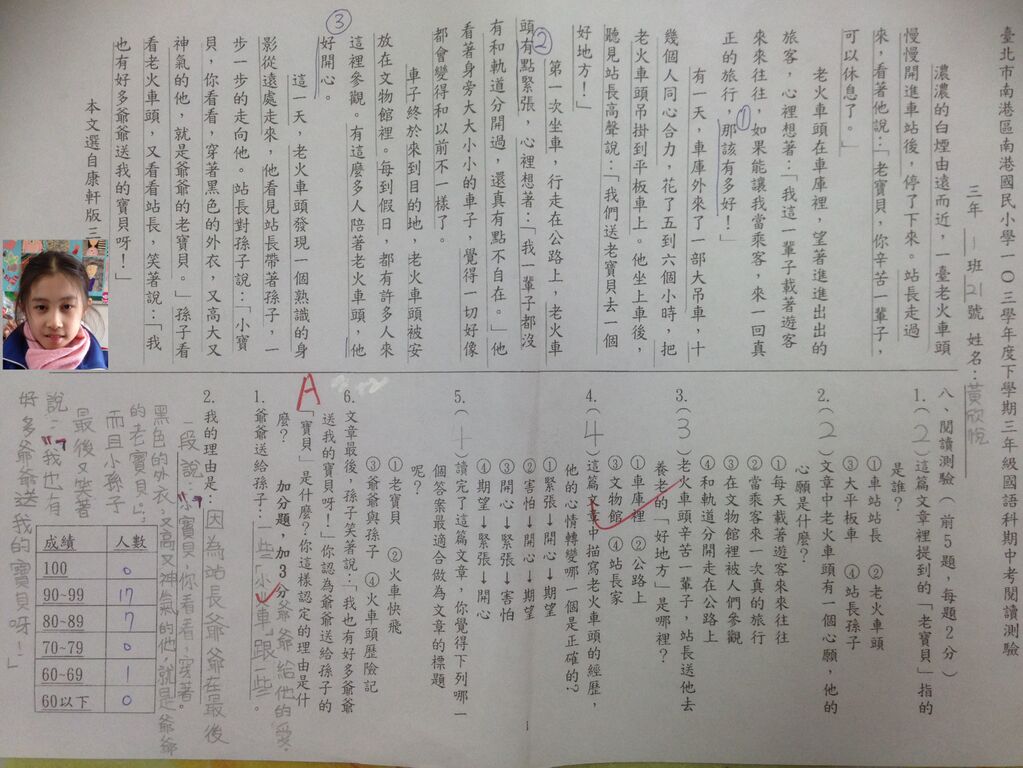 臺北市南港區南港國民小學一〇三學年度下學期三年級國語科期中考閱讀測驗
三年 1 班 21 號 姓名：黃欣悅
濃濃的白煙由遠而近，一臺老火車頭
慢慢開進車站後，停了下來。站長走過
來，看著他說：「老寶貝，你辛苦一輩子，
可以休息了。」
老火車頭在車庫裡，望著進進出出的
旅客，心裡想著：「我這一輩子載著遊客
來來往往，如果能讓我當乘客，來一回真
正的旅行，那該有多好！」
①
有一天，車庫外來了一部大吊車，十
幾個人同心合力，花了五到六個小時，把
老火車頭吊掛到平板車上。他坐上車後，
聽見站長高聲說：「我們送老寶貝去一個
好地方！」
②
第一次坐車，行走在公路上，老火車
頭有點緊張，心裡想著：「我一輩子都沒
有和軌道分開過，還真有點不自在。」他
看著身旁大大小小的車子，覺得一切好像
都會變得和以前不一樣了。
車子終於來到目的地，老火車頭被安
放在文物館裡。每到假日，都有許多人來
這裡參觀。有這麼多人陪著老火車頭，他
好開心。
③
這一天，老火車頭發現一個熟識的身
影從遠處走來，他看見站長帶著孫子，一
步一步的走向他。站長對孫子說：「小寶
貝，你看看，穿著黑色的外衣，又高大又
神氣的他，就是爺爺的老寶貝。」孫子看
看老火車頭，又看看站長，笑著說：「我
也有好多爺爺送我的寶貝呀！」
本文選自康軒版三
八、閱讀測驗（前５題，每題２分）
1.（2）這篇文章裡提到的「老寶貝」指的
是誰？
①車站站長 ②老火車頭
③大平板車 ④站長孫子
2.（2）文章中老火車頭有一個心願，他的
心願是什麼？
①每天載著遊客來來往往
②當乘客來一次真的旅行
③在文物館裡被人們參觀
④和軌道分開走在公路上
3.（3）老火車頭辛苦一輩子，站長送他去
養老的「好地方」是哪裡？
①車庫裡 ②公路上
③文物館 ④站長家
4.（4）這篇文章中描寫老火車頭的經歷，
他的心情轉變哪一個是正確的？
①緊張→開心→期望
②害怕→開心→期望
③開心→緊張→害怕
④期望→緊張→開心
5.（）讀完了這篇文章，你覺得下列哪一
個答案最適合做為文章的標題
呢？
①老寶貝 ②火車快飛
③爺爺與孫子 ④火車頭歷險記
6.文章最後，孫子笑著說：「我也有好多爺爺
送我的寶貝呀！」你認為爺爺送給孫子的
「寶貝」是什麼？你這樣認定的理由是什
麼？ 加分題，加３分
A
1.爺爺送給孫子：一些「小火車」跟一些爺爺給他的愛。
2.我的理由是：因為站長爺爺在最後
一段說：「小寶貝，你看看，穿著
黑色的外衣，又高又神氣的他，就是爺爺
的老寶貝。」
而且小孫子
最後又笑著
說：「我也有
好多爺爺送我的寶貝呀！」
成績 人數
100 0
90~99 17
80~89 7
70~79 0
60~69 1
60以下 0